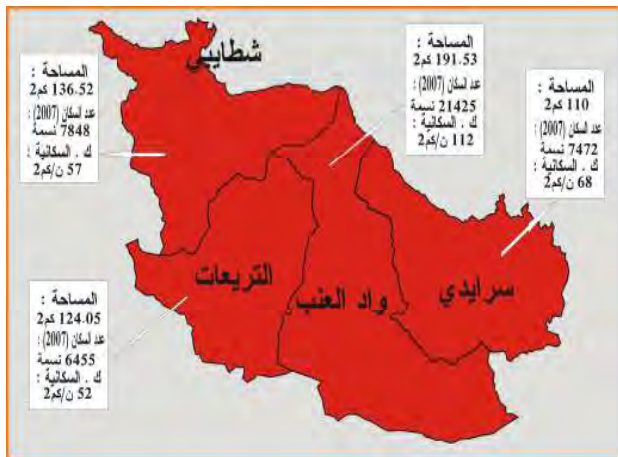 شطايبي
المساحة :
136.52 كم2
عدد السكان (2007) :
7848 نسمة
ك . السكانية :
57 ن/كم2
المساحة :
191.53 كم2
عدد السكان (2007) :
21425 نسمة
ك . السكانية :
112 ن/كم2
المساحة :
110 كم2
عدد السكان (2007) :
7472 نسمة
ك . السكانية :
68 ن/كم2
التريعات
واد العنب
سرايدي
المساحة :
124.05 كم2
عدد السكان (2007) :
6455 نسمة
ك . السكانية :
52 ن/كم2